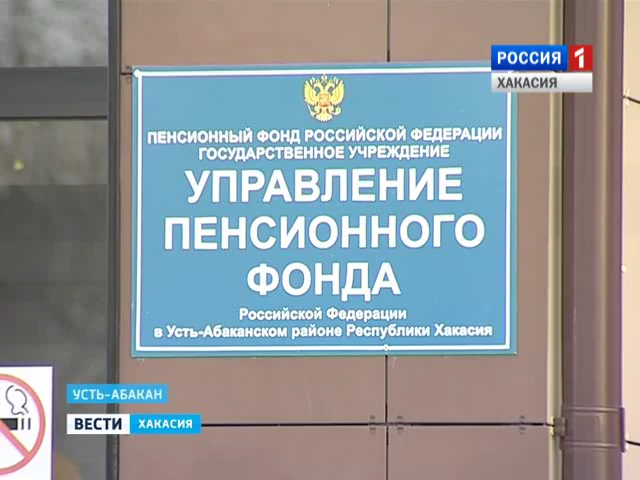 РОССИЯ 1
ХАКАСИЯ
ПЕНСИОННЫЙ ФОНД РОССИЙСКОЙ ФЕДЕРАЦИИ
ГОСУДАРСТВЕННОЕ УЧРЕЖДЕНИЕ
УПРАВЛЕНИЕ
ПЕНСИОННОГО
ФОНДА
Российской Федерации
в Усть-Абаканском районе Республики Хакасия
УСТЬ-АБАКАН
ВЕСТИ ХАКАСИЯ